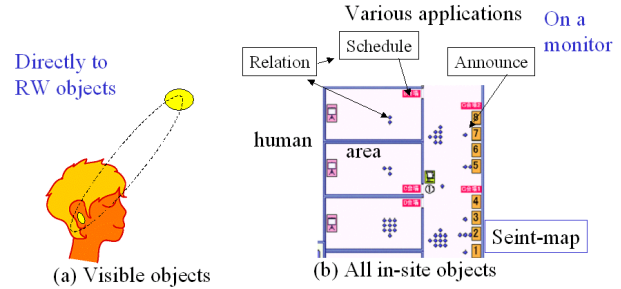 Directly to
RW objects
(a) Visible objects
Various applications
On a
monitor
Schedule
Relation
Announce
human
area
8
7
6
5
4
3
2
1
Seint-map
(b) All in-site objects